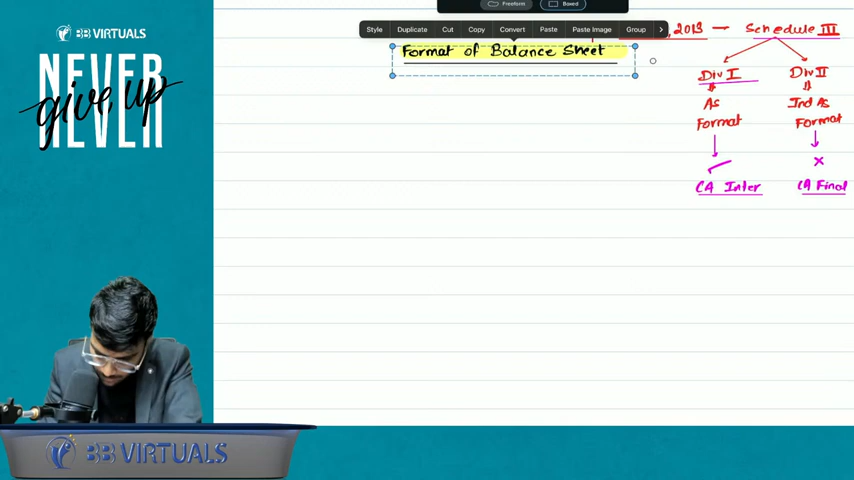 Freeform Boxed
Style Duplicate Cut Copy Convert Paste Paste Image Group
BB VIRTUALS
NEVER
give up
NEVER
Format of Balance Sheet
2013 — Schedule III
Div I Div II
As Ind As
Format Format
CA Inter CA Final
BB VIRTUALS